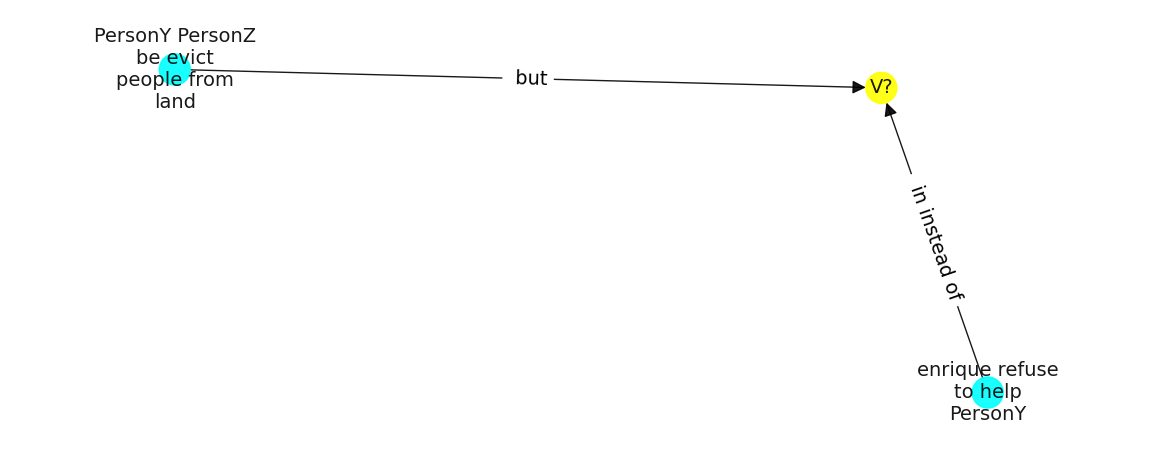 PersonY PersonZ
be evict
people from
land
but
V?
in instead of
enrique refuse
to help
PersonY